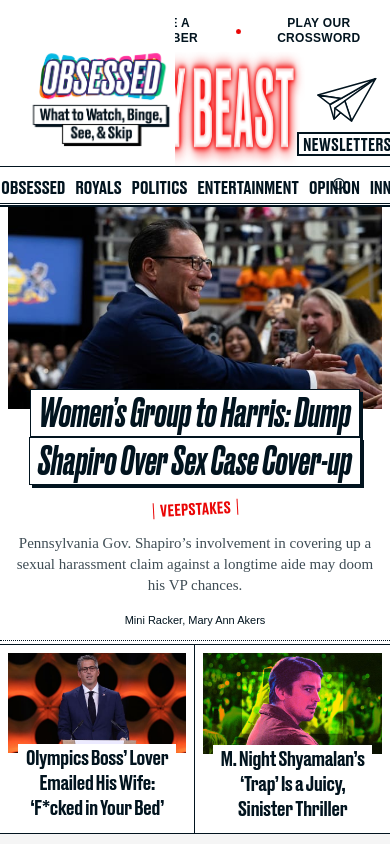 E A
PLAY OUR
BER
CROSSWORD
OBSESSED
What to Watch, Binge,
See, & Skip
Y BEAST
NEWSLETTERS
OBSESSED ROYALS POLITICS ENTERTAINMENT OPINION INN
Women's Group to Harris: Dump
Shapiro Over Sex Case Cover-up
VEEPSTAKES
Pennsylvania Gov. Shapiro's involvement in covering up a
sexual harassment claim against a longtime aide may doom
his VP chances.
Mini Racker, Mary Ann Akers
Olympics Boss' Lover
Emailed His Wife:
'F*cked in Your Bed'
M. Night Shyamalan's
'Trap' Is a Juicy,
Sinister Thriller